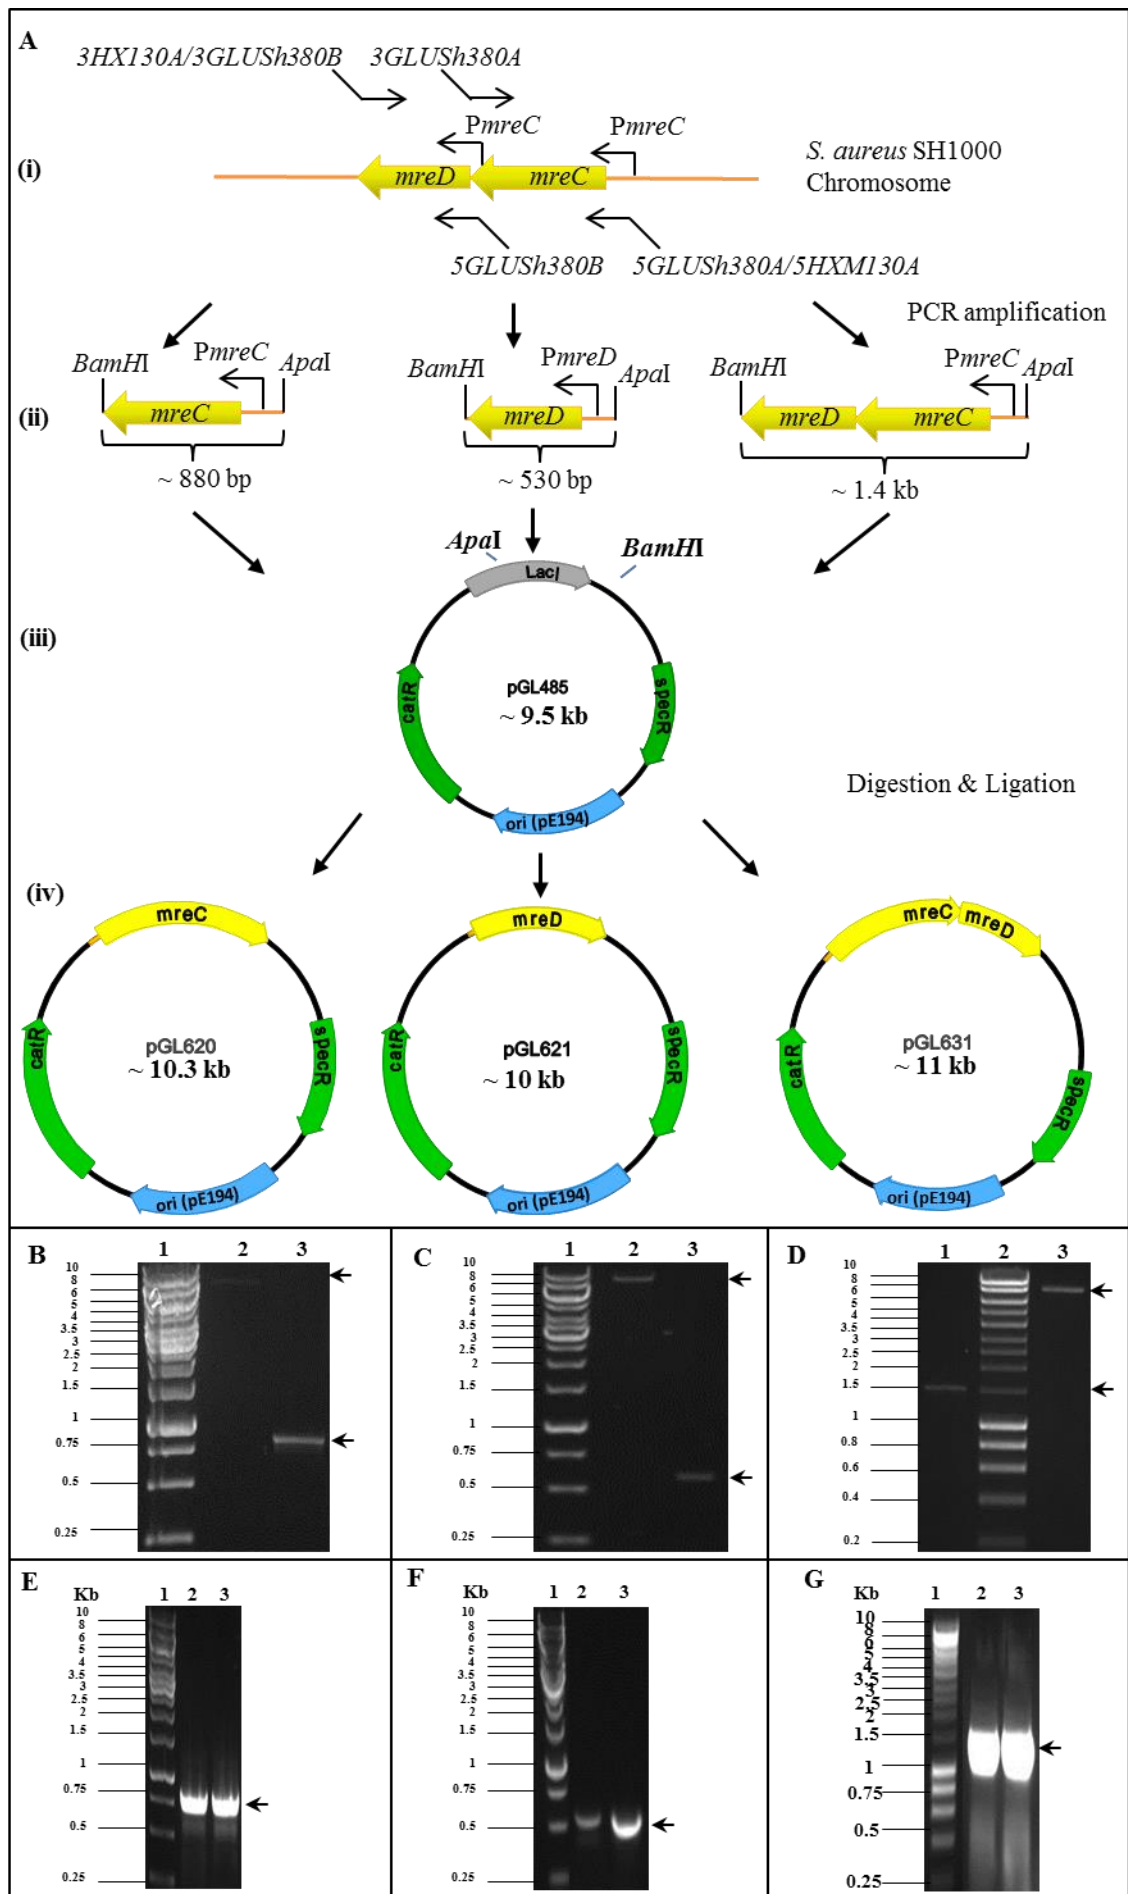 A
3HX130A/3GLUSh380B 3GLUSh380A
PmreC PmreC
(i)
mreD mreC
S. aureus SH1000
Chromosome
5GLUSh380B 5GLUSh380A/5HXM130A
PCR amplification
BamHI PmreC ApaI
BamHI PmreD ApaI
BamHI PmreC ApaI
(ii)
mreC
mreD
mreD mreC
~ 880 bp
~ 530 bp
~ 1.4 kb
ApaI BamHI
LacI
(iii)
catR
pGL485
~ 9.5 kb
specR
ori (pE194)
Digestion & Ligation
(iv)
mreC
catR
pGL620
~ 10.3 kb
specR
ori (pE194)
mreD
catR
pGL621
~ 10 kb
specR
ori (pE194)
mreC mreD
catR
pGL631
~ 11 kb
specR
ori (pE194)
B 1 2 3
10
8
6
5
4
3.5
3
2.5
2
1.5
1
0.75
0.5
0.25
C 1 2 3
10
8
6
5
4
3.5
3
2.5
2
1.5
1
0.75
0.5
0.25
D 1 2 3
10
8
6
5
4
3.5
3
2.5
2
1.5
1
0.8
0.6
0.4
0.2
E
Kb 1 2 3
10
8
6
5
4
3.5
3
2.5
2
1.5
1
0.75
0.5
0.25
F
Kb 1 2 3
10
8
6
5
4
3.5
3
2.5
2
1.5
1
0.75
0.5
0.25
G
Kb 1 2 3
10
8
6
5
4
3.5
3
2.5
2
1.5
1
0.75
0.5
0.25